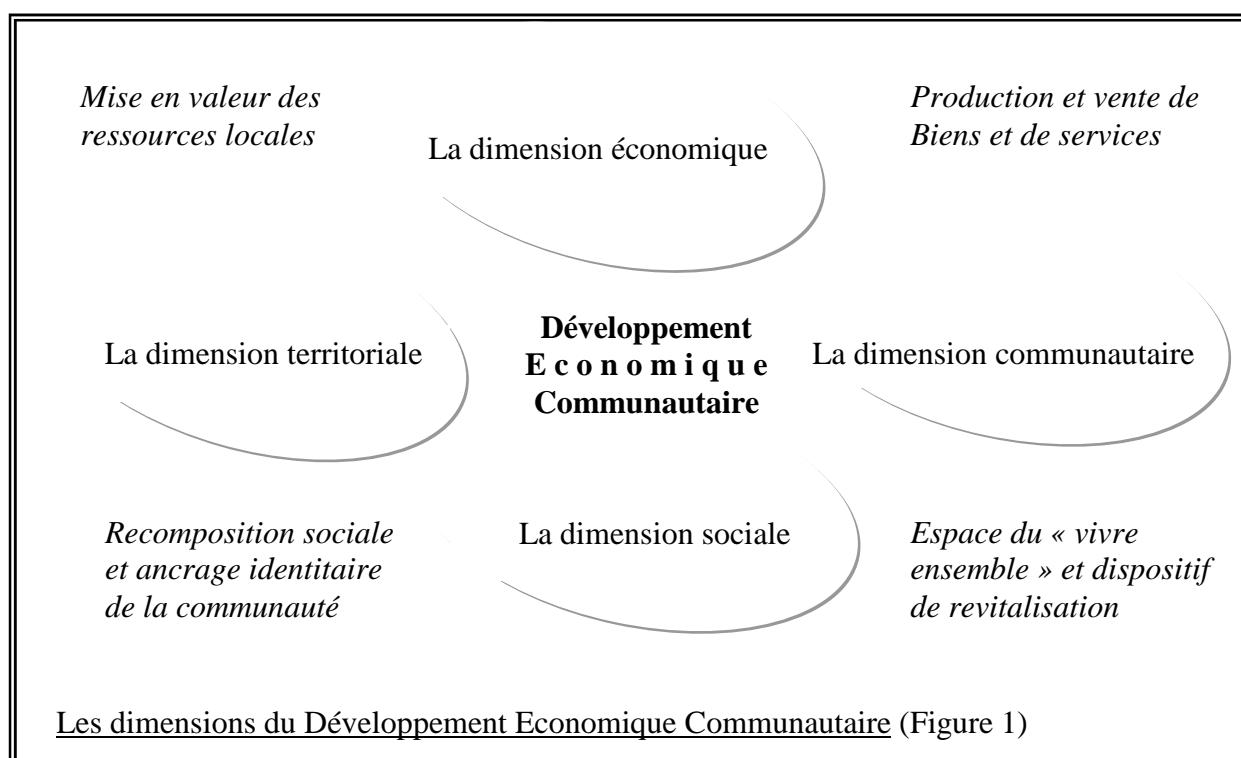 Mise en valeur des
ressources locales
Production et vente de
Biens et de services
La dimension économique
La dimension territoriale
Développement
E c o n o m i q u e
Communautaire
La dimension communautaire
Recomposition sociale
et ancrage identitaire
de la communauté
La dimension sociale
Espace du « vivre
ensemble » et dispositif
de revitalisation
Les dimensions du Développement Economique Communautaire (Figure 1)